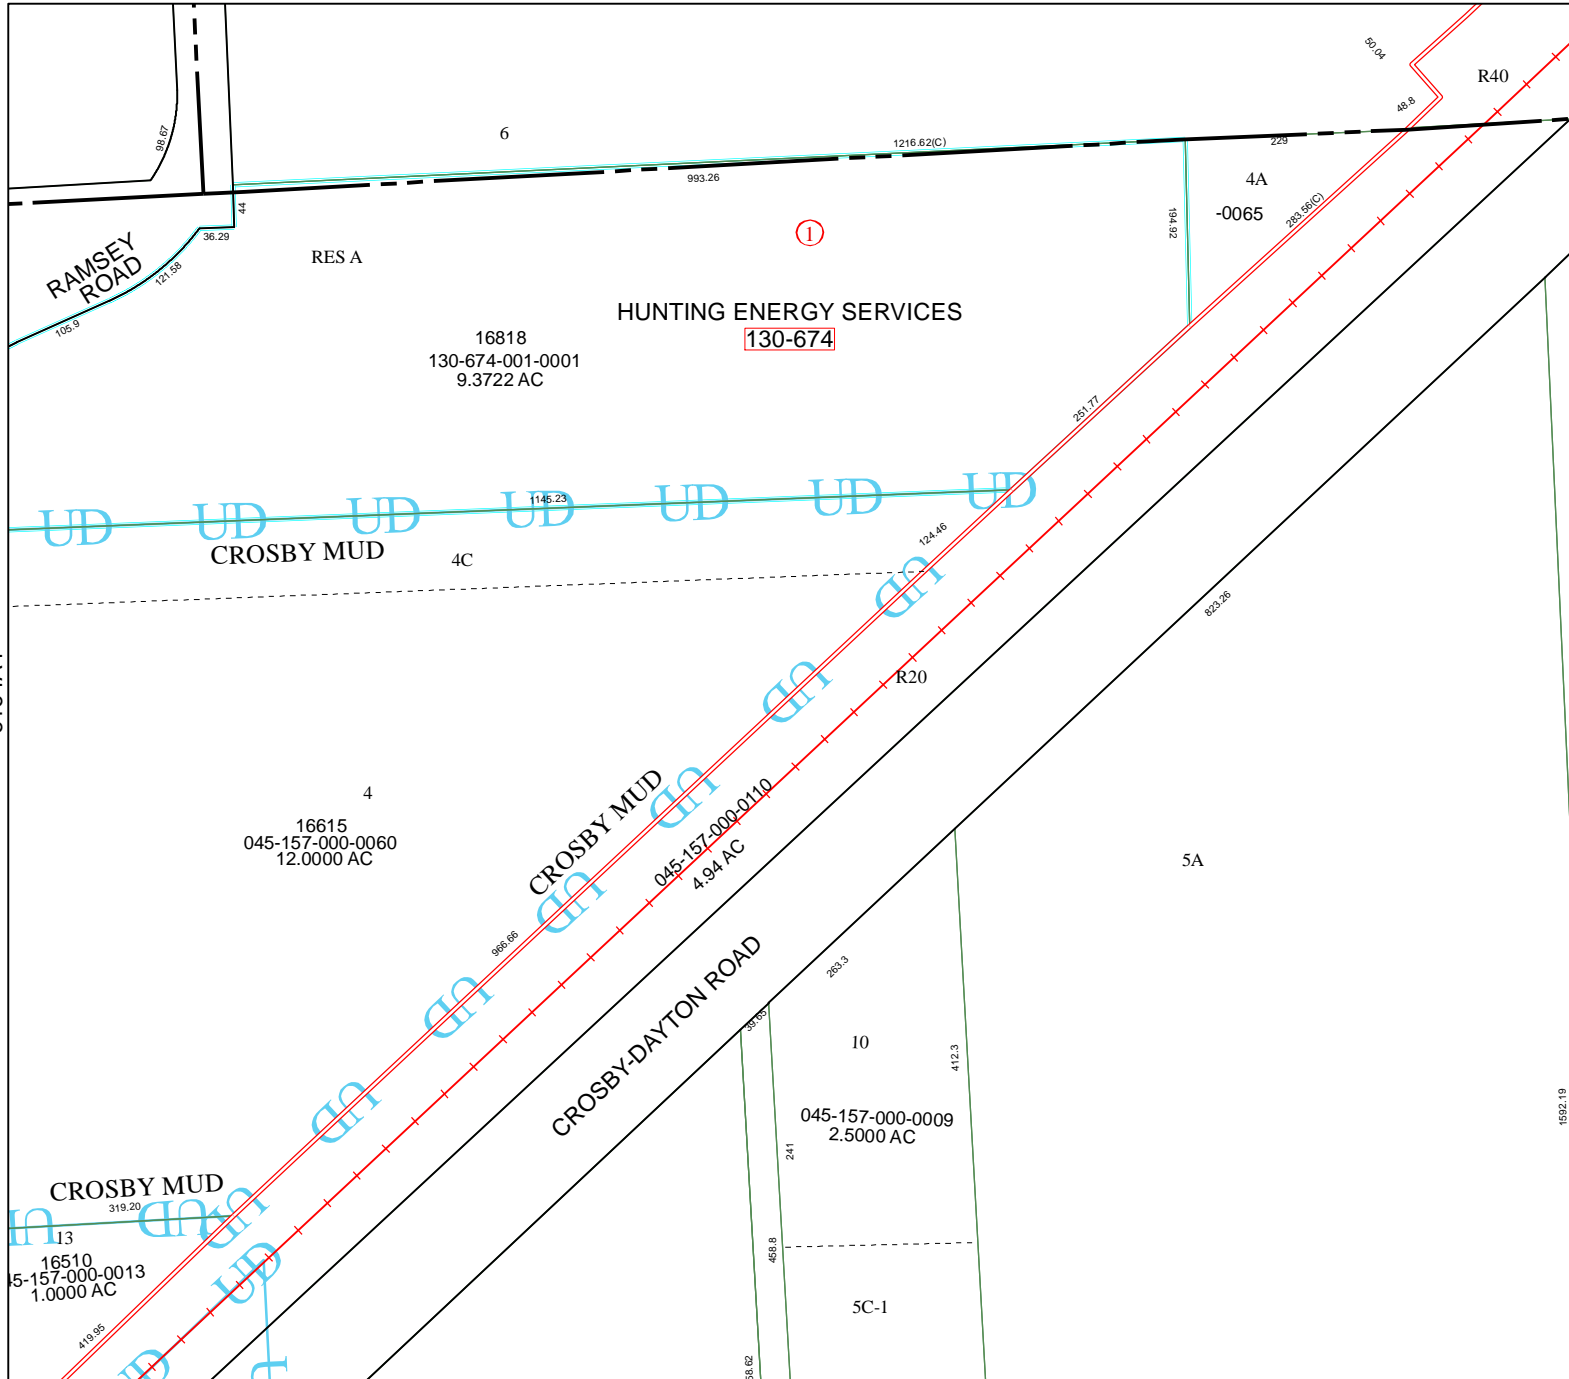 50.04
R40
48.8
98.67
6
1216.62(C)
229
993.26
4A
-0065
194.92
283.56(C)
44
36.29
RAMSEY
ROAD
121.58
105.9
RES A
1
HUNTING ENERGY SERVICES
130-674
16818
130-674-001-0001
9.3722 AC
251.77
UD UD UD UD UD UD UD
1145.23
CROSBY MUD
4C
124.46
UD
823.26
R20
UD
4
16615
045-157-000-0060
12.0000 AC
CROSBY MUD
UD
045-157-000-0110
4.94 AC
5A
UD
966.66
CROSBY-DAYTON ROAD
263.3
UD
39.65
10
412.3
045-157-000-0009
2.5000 AC
241
1592.19
UD
CROSBY MUD
319.20
UD
UD
UD
13
16510
45-157-000-0013
1.0000 AC
UD
458.8
5C-1
419.95
UD
58.62